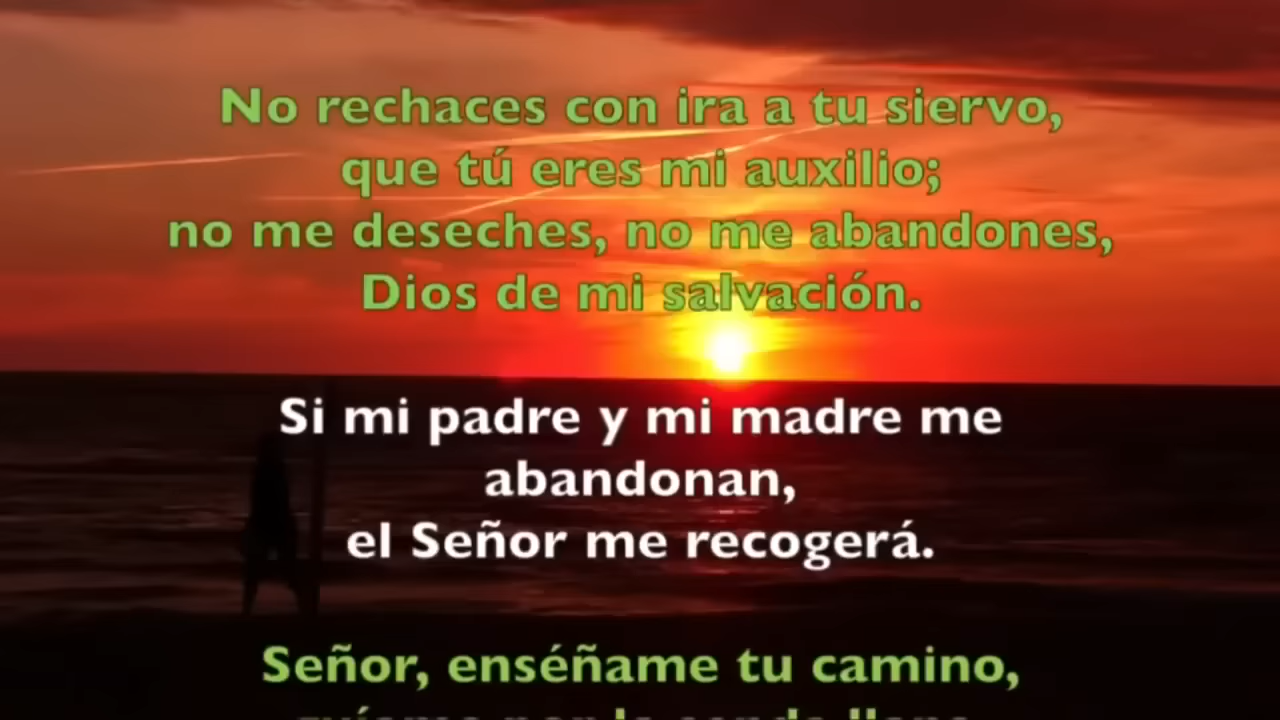 No rechaces con ira a tu siervo,
que tú eres mi auxilio;
no me deseches, no me abandones,
Dios de mi salvación.
Si mi padre y mi madre me
abandonan,
el Señor me recogerá.
Señor, enséñame tu camino,